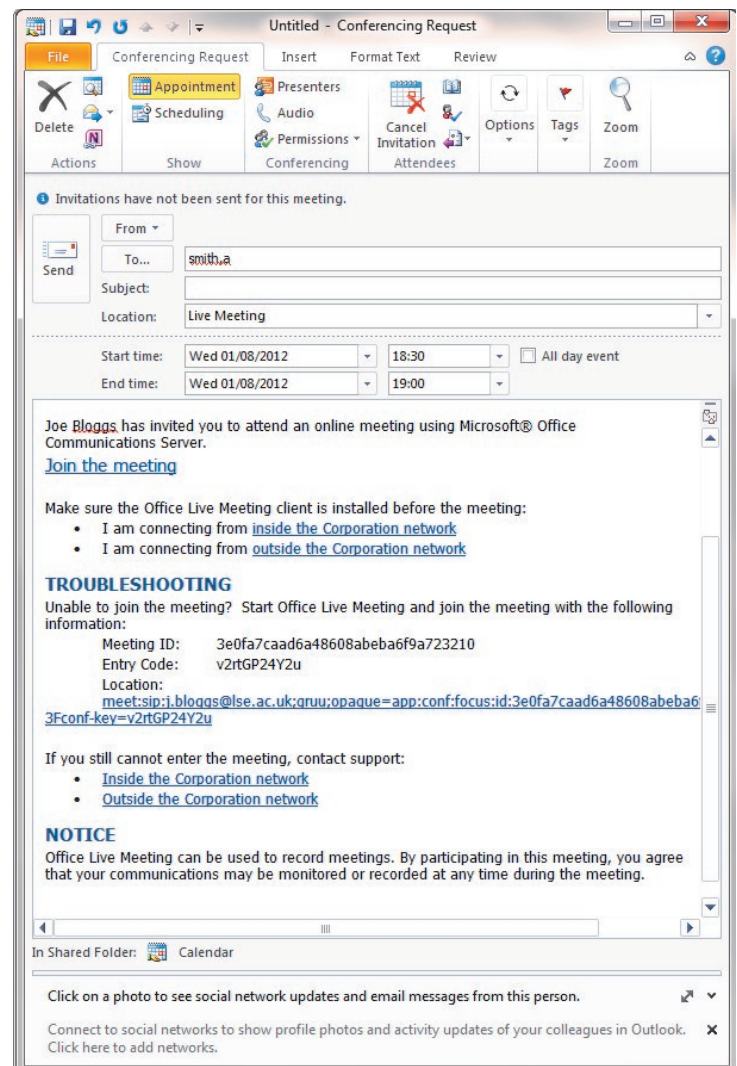 Untitled - Conferencing Request
File Conferencing Request Insert Format Text Review
Delete
Actions
Appointment
Scheduling
Show
Presenters
Audio
Permissions
Conferencing
Cancel
Invitation
Attendees
Options
Tags
Zoom
Zoom
Invitations have not been sent for this meeting.
Send
From
To... smith,a
Subject:
Location: Live Meeting
Start time: Wed 01/08/2012 18:30 All day event
End time: Wed 01/08/2012 19:00
Joe Bloggs has invited you to attend an online meeting using Microsoft® Office
Communications Server.
Join the meeting
Make sure the Office Live Meeting client is installed before the meeting:
• I am connecting from inside the Corporation network
• I am connecting from outside the Corporation network
TROUBLESHOOTING
Unable to join the meeting? Start Office Live Meeting and join the meeting with the following
information:
Meeting ID: 3e0fa7caad6a48608abeba6f9a723210
Entry Code: v2rtGP24Y2u
Location:
meet:sip:j.bloggs@lse.ac.uk;gruu;opaque=app:conf:focus:id:3e0fa7caad6a48608abeba6
3Fconf-key=v2rtGP24Y2u
If you still cannot enter the meeting, contact support:
• Inside the Corporation network
• Outside the Corporation network
NOTICE
Office Live Meeting can be used to record meetings. By participating in this meeting, you agree
that your communications may be monitored or recorded at any time during the meeting.
In Shared Folder: Calendar
Click on a photo to see social network updates and email messages from this person.
Connect to social networks to show profile photos and activity updates of your colleagues in Outlook.
Click here to add networks.